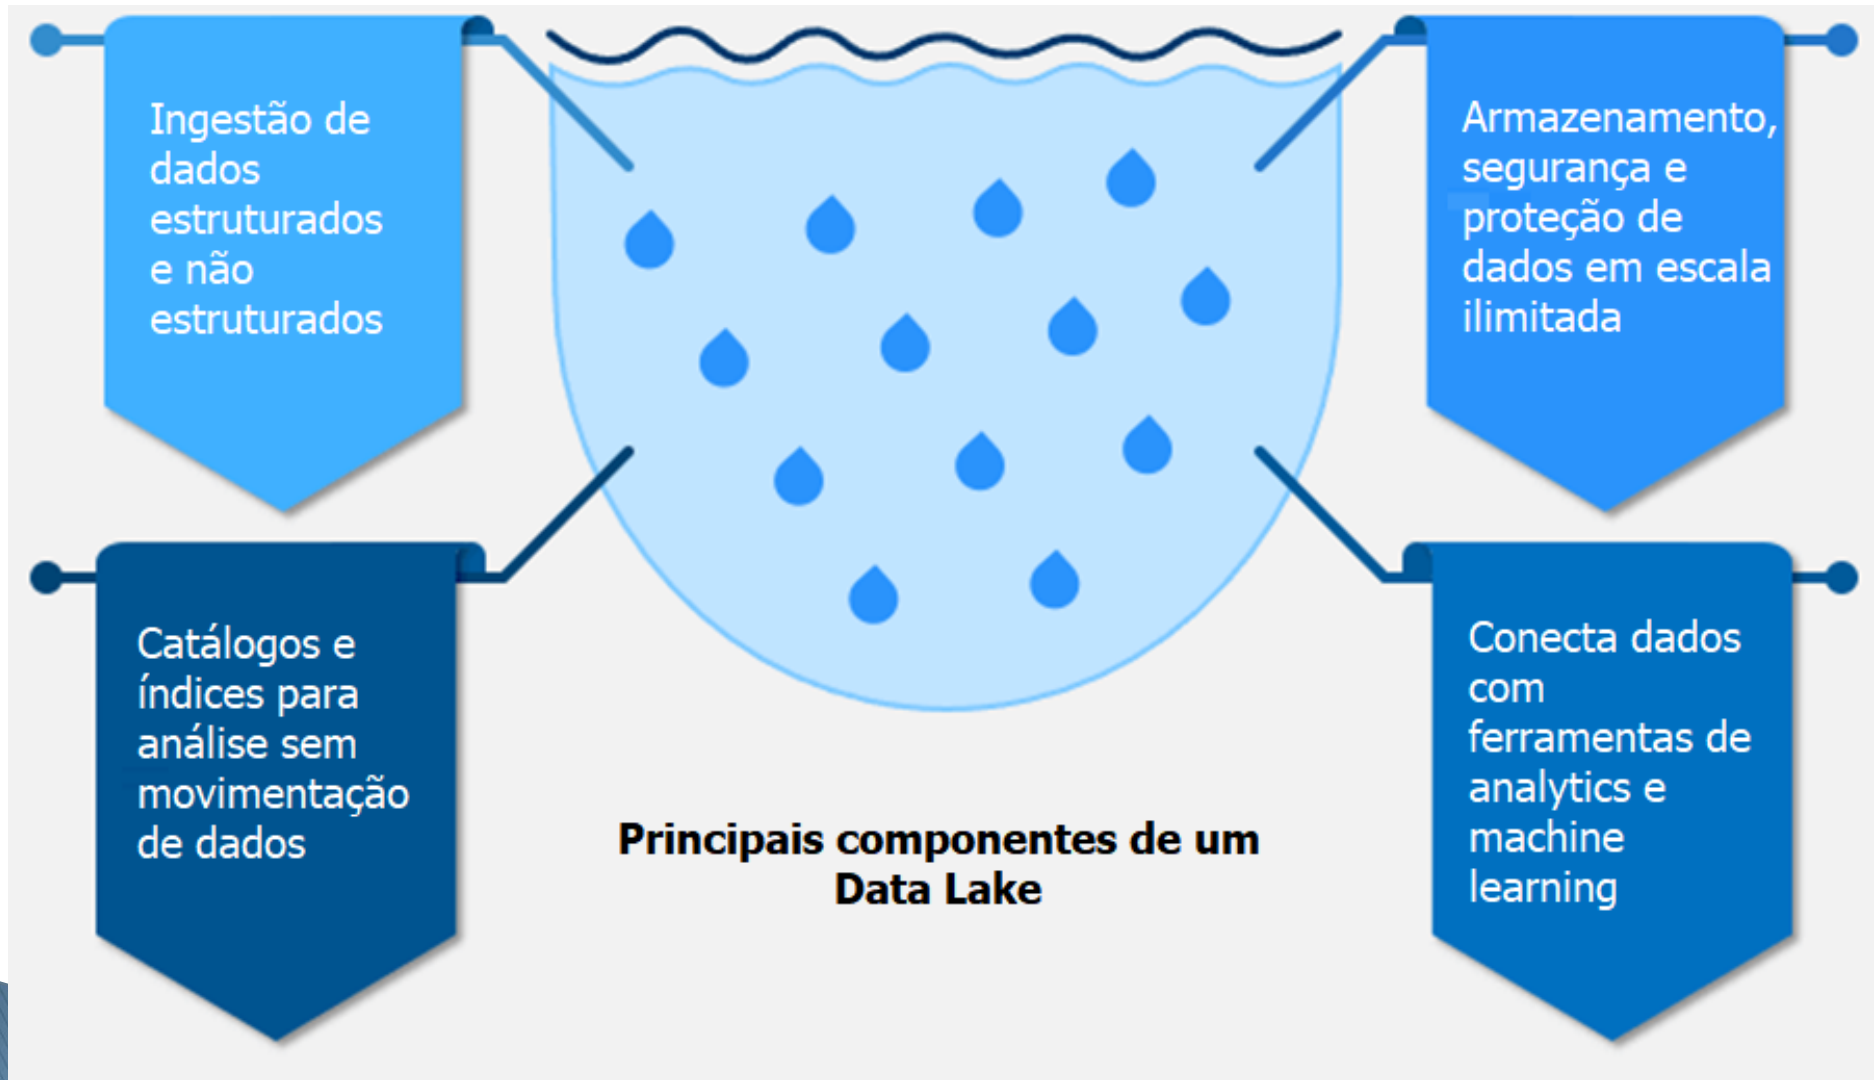 Ingestão de
dados
estruturados
e não
estruturados
Armazenamento,
segurança e
proteção de
dados em escala
ilimitada
Catálogos e
índices para
análise sem
movimentação
de dados
Conecta dados
com
ferramentas de
analytics e
machine
learning
Principais componentes de um
Data Lake